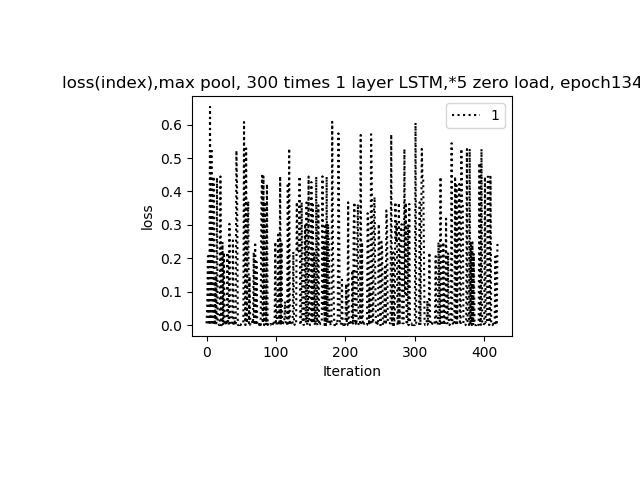 loss(index),max pool, 300 times 1 layer LSTM,*5 zero load, epoch134
1
0.6
0.5
0.4
0.3
0.2
0.1
0.0
loss
0 100 200 300 400
Iteration